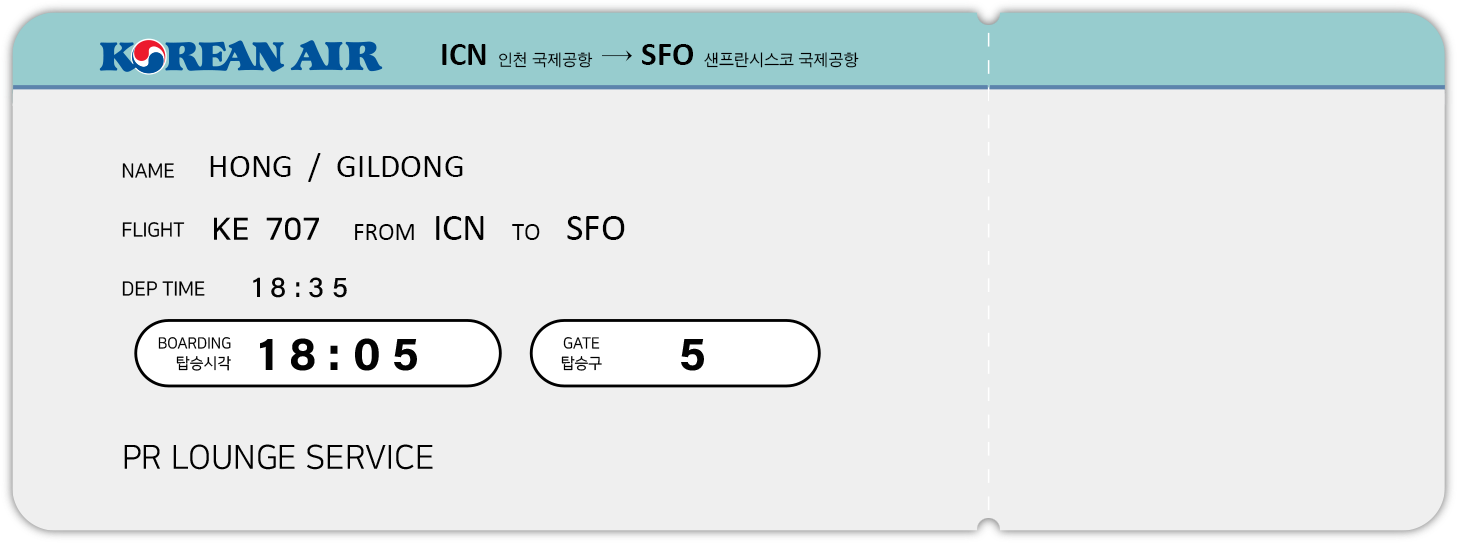 KOREAN AIR ICN 인천 국제공항 → SFO 샌프란시스코 국제공항
NAME HONG / GILDONG
FLIGHT KE 707 FROM ICN TO SFO
DEP TIME 18:35
BOARDING 탑승시각 18:05 GATE 탑승구 5
PR LOUNGE SERVICE